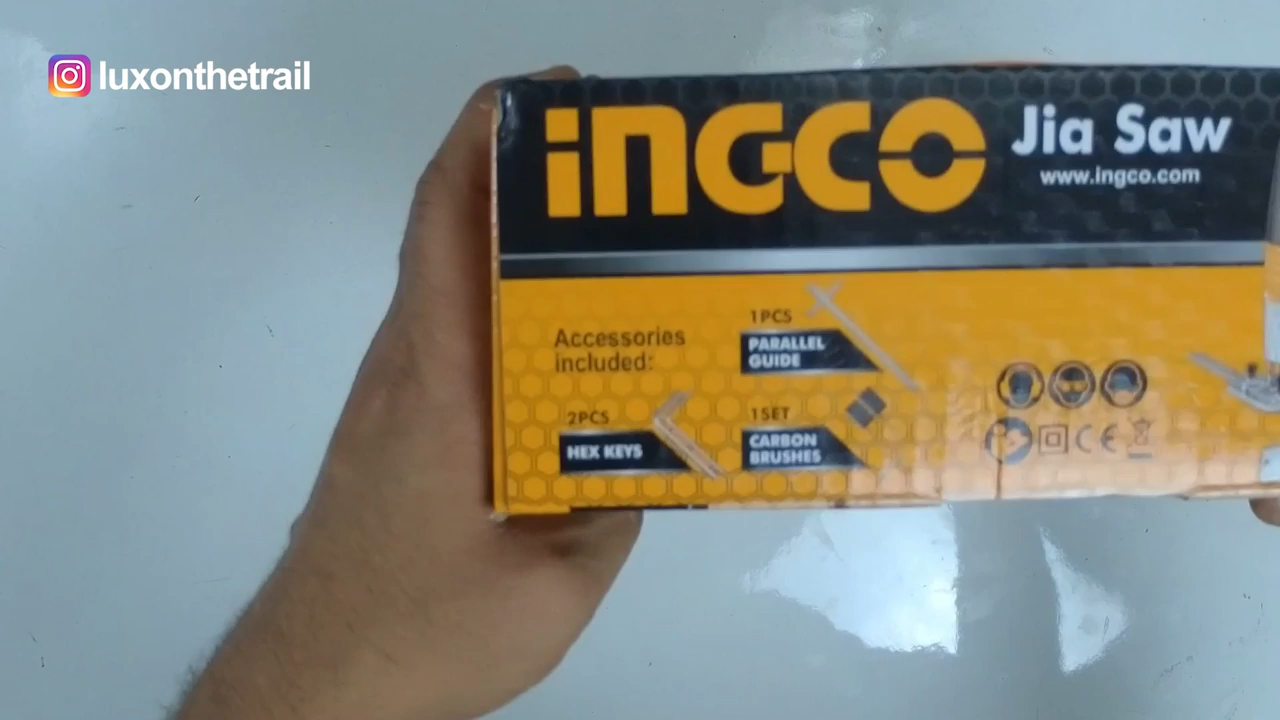 luxonthetrail
INGCO
Jia Saw
www.ingco.com
Accessories
included:
1PCS
PARALLEL
GUIDE
2PCS
HEX KEYS
1SET
CARBON
BRUSHES
CE